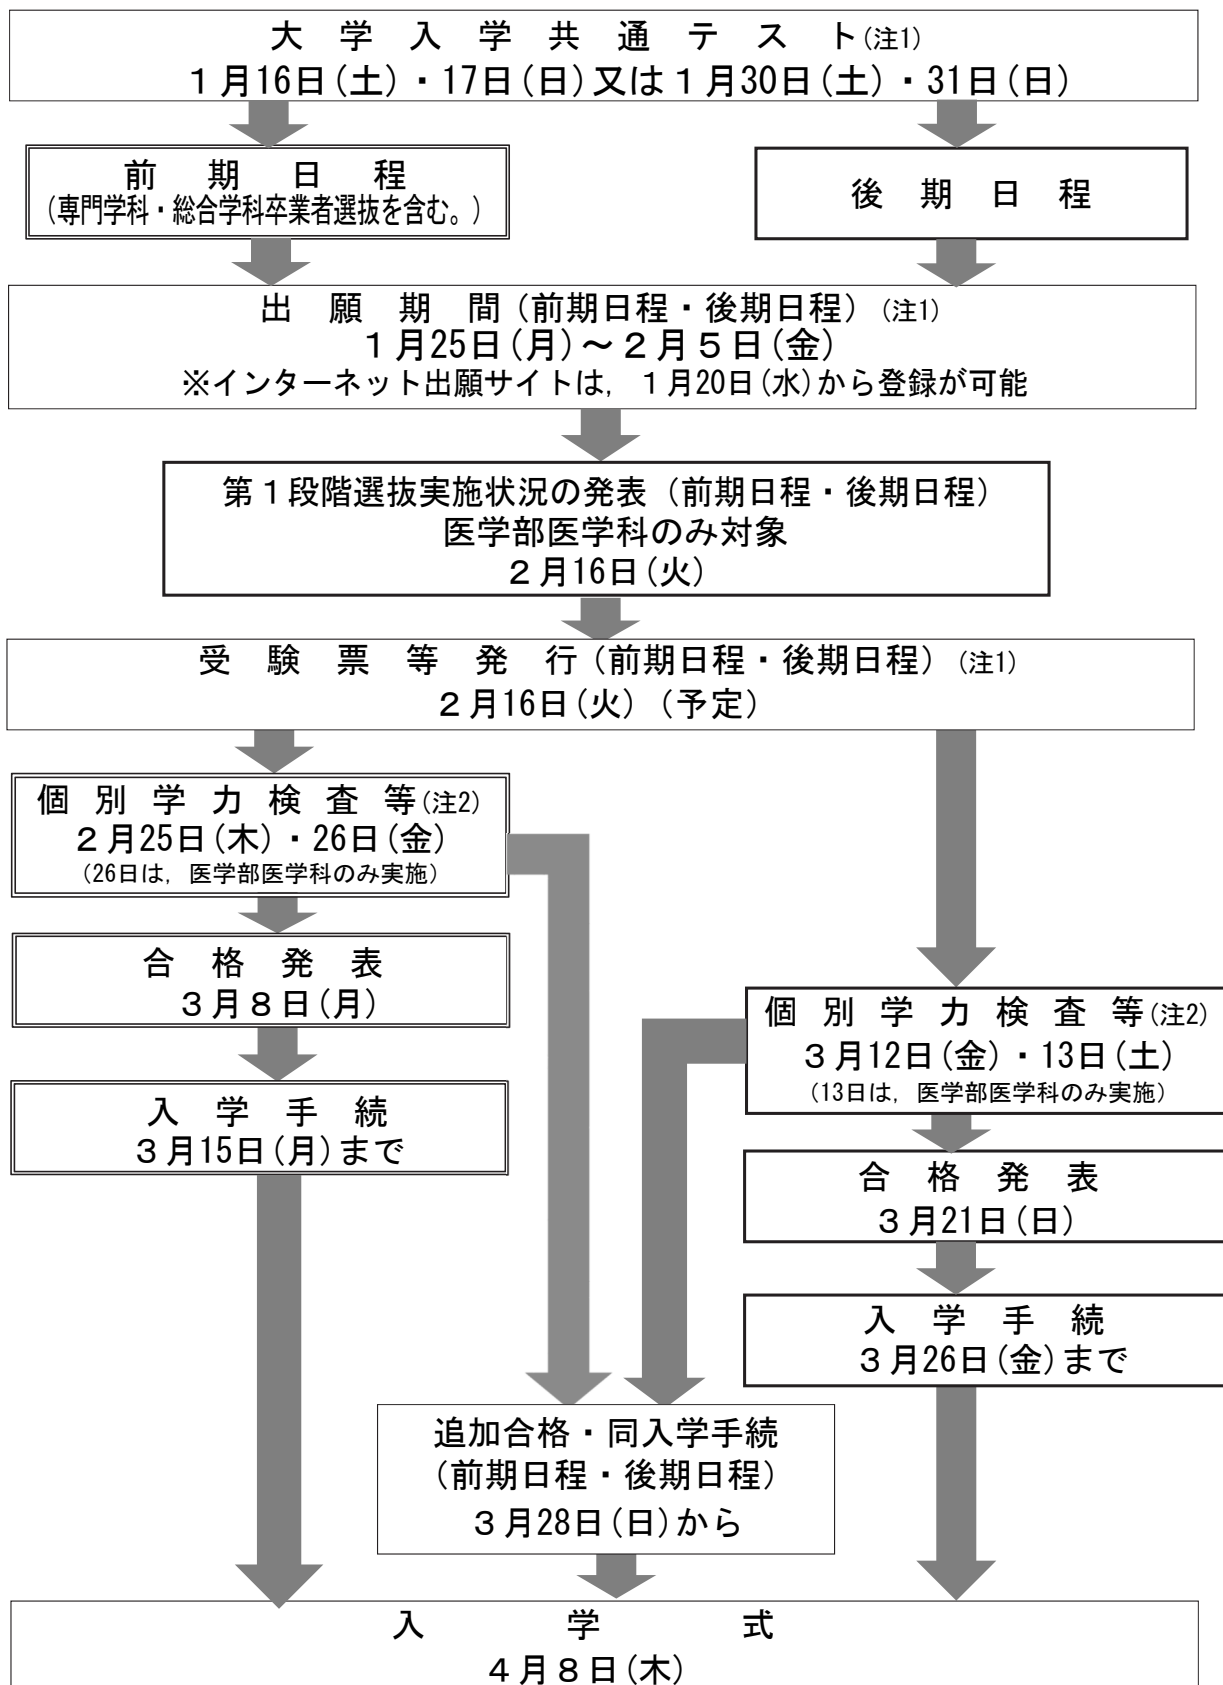 大学入学共通テスト(注1)
1月16日(土)・17日(日)又は1月30日(土)・31日(日)
前期日程
(専門学科・総合学科卒業者選抜を含む。)
後期日程
出願期間(前期日程・後期日程)(注1)
1月25日(月)~2月5日(金)
※インターネット出願サイトは, 1月20日(水)から登録が可能
第1段階選抜実施状況の発表(前期日程・後期日程)
医学部医学科のみ対象
2月16日(火)
受験票等発行(前期日程・後期日程)(注1)
2月16日(火)(予定)
個別学力検査等(注2)
2月25日(木)・26日(金)
(26日は, 医学部医学科のみ実施)
合格発表
3月8日(月)
入学手続
3月15日(月)まで
個別学力検査等(注2)
3月12日(金)・13日(土)
(13日は, 医学部医学科のみ実施)
合格発表
3月21日(日)
入学手続
3月26日(金)まで
追加合格・同入学手続
(前期日程・後期日程)
3月28日(日)から
入学式
4月8日(木)